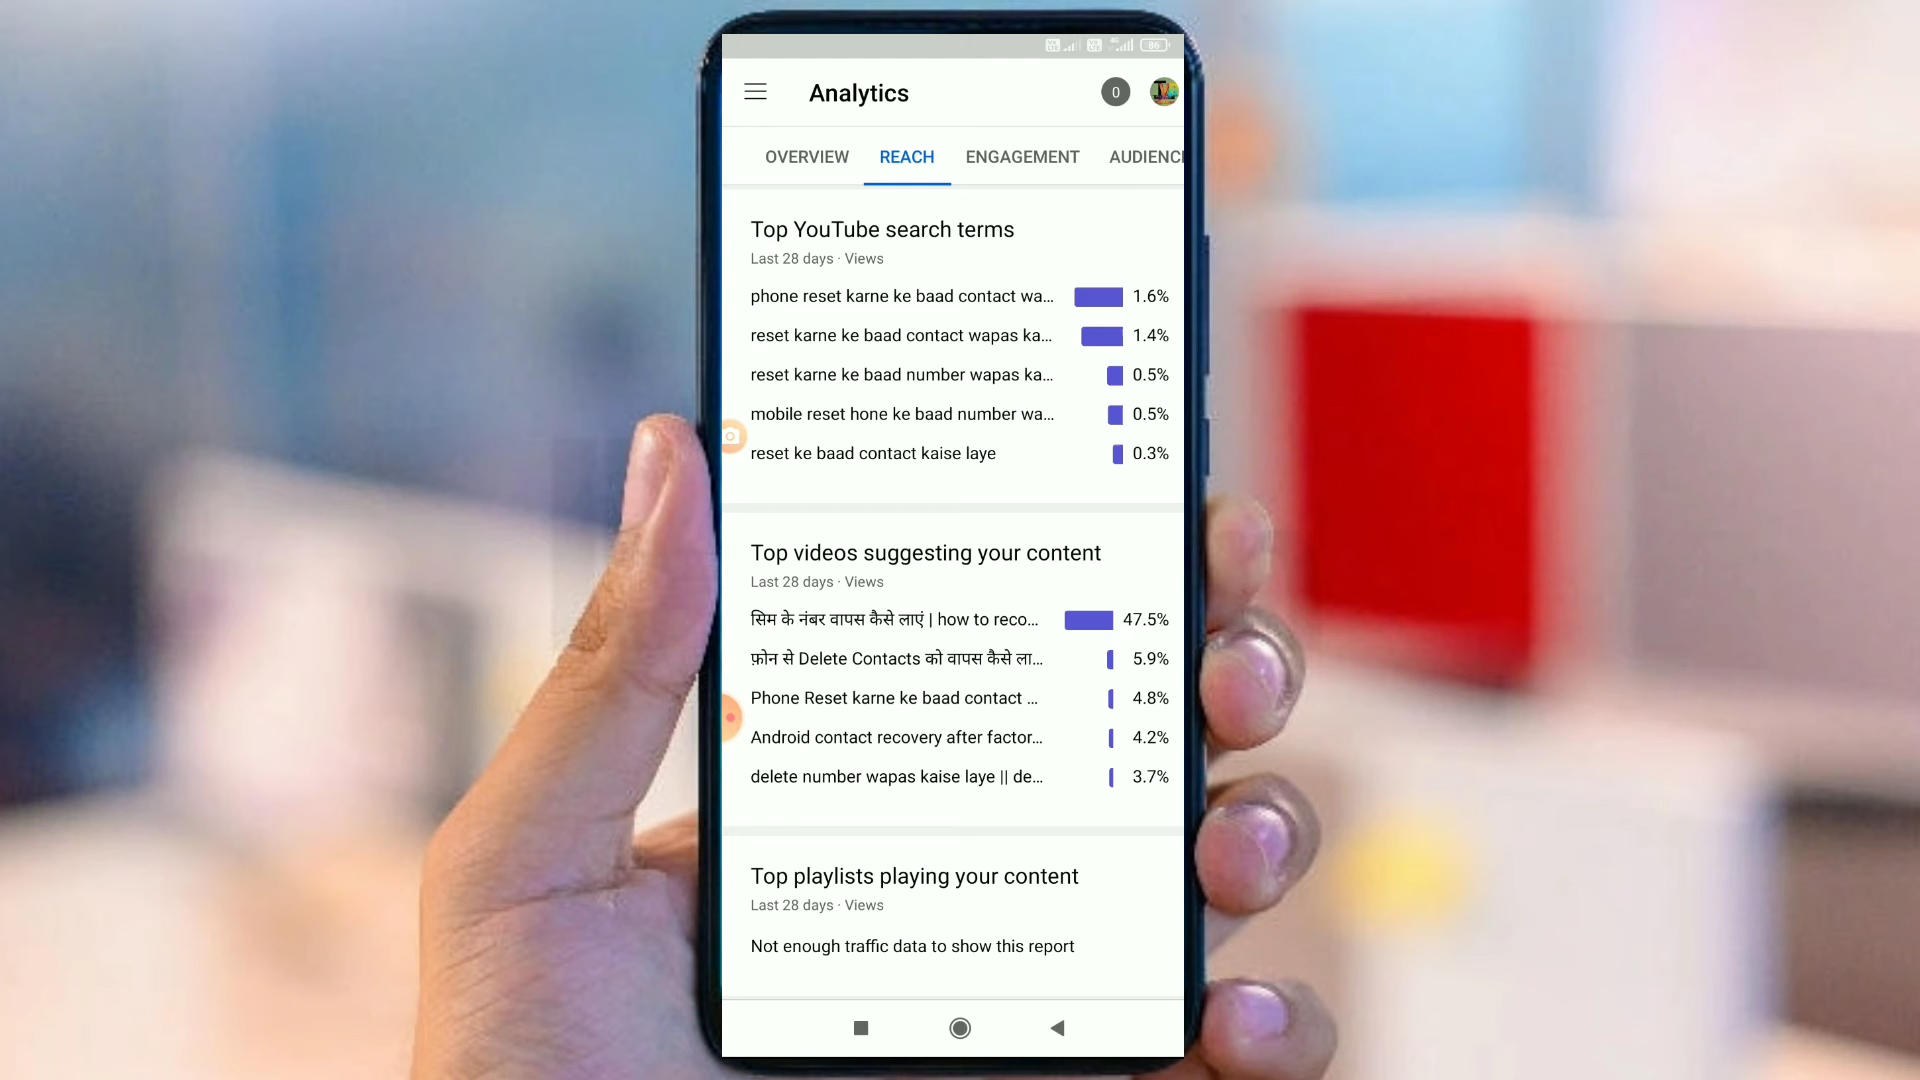 86
Analytics
0
OVERVIEW REACH ENGAGEMENT AUDIENC
Top YouTube search terms
Last 28 days · Views
phone reset karne ke baad contact wa... 1.6%
reset karne ke baad contact wapas ka... 1.4%
reset karne ke baad number wapas ka... 0.5%
mobile reset hone ke baad number wa... 0.5%
reset ke baad contact kaise laye 0.3%
Top videos suggesting your content
Last 28 days · Views
सिम के नंबर वापस कैसे लाएं | how to reco... 47.5%
फ़ोन से Delete Contacts को वापस कैसे ला... 5.9%
Phone Reset karne ke baad contact ... 4.8%
Android contact recovery after factor... 4.2%
delete number wapas kaise laye || de... 3.7%
Top playlists playing your content
Last 28 days · Views
Not enough traffic data to show this report